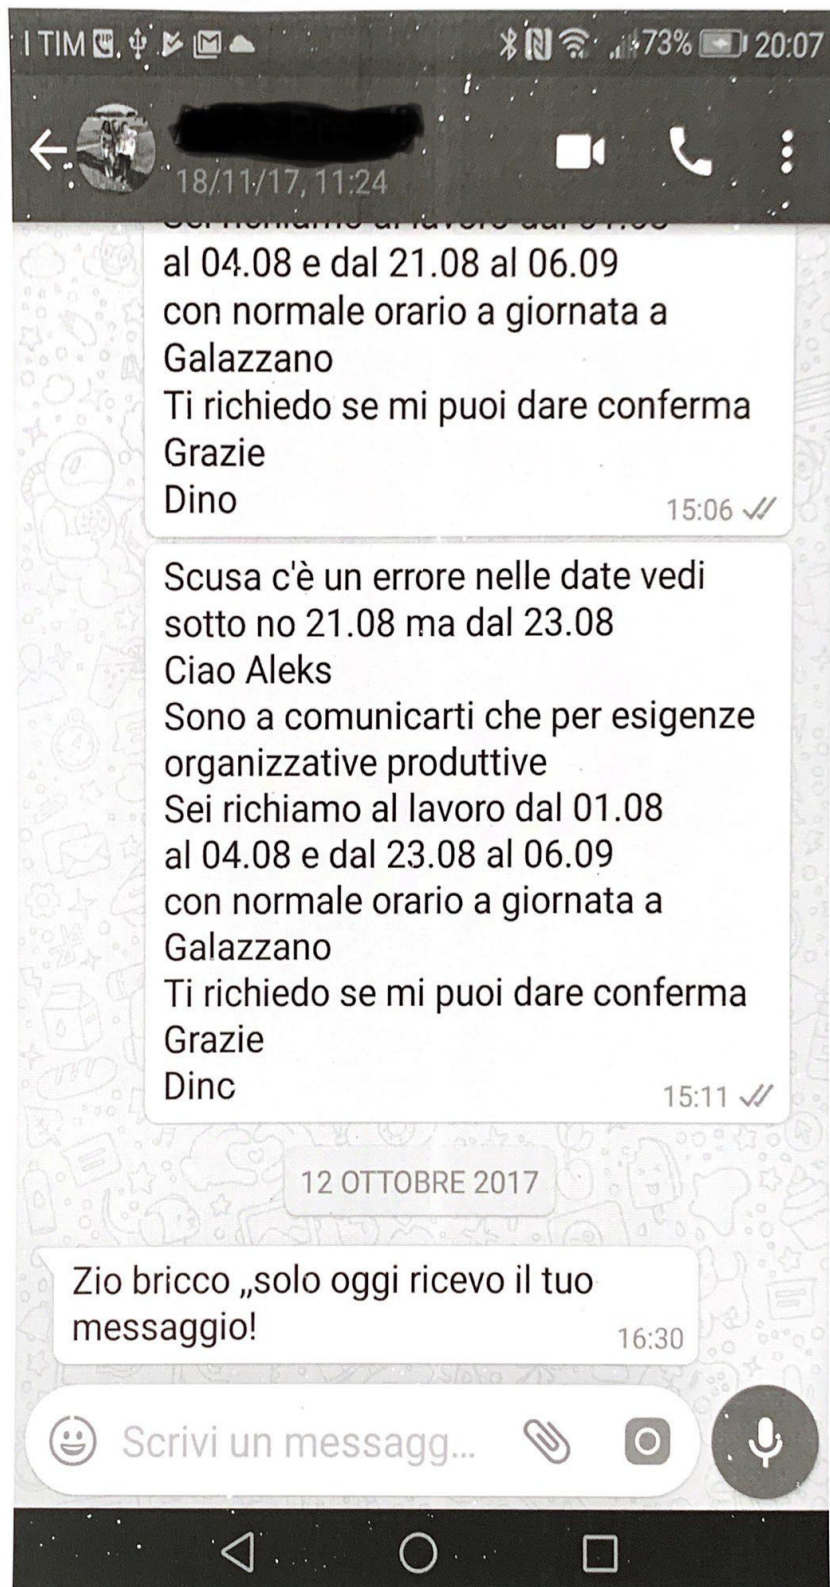 I TIM 73% 20:07
18/11/17, 11:24
al 04.08 e dal 21.08 al 06.09
con normale orario a giornata a
Galazzano
Ti richiedo se mi puoi dare conferma
Grazie
Dino
15:06
Scusa c'è un errore nelle date vedi
sotto no 21.08 ma dal 23.08
Ciao Aleks
Sono a comunicarti che per esigenze
organizzative produttive
Sei richiamo al lavoro dal 01.08
al 04.08 e dal 23.08 al 06.09
con normale orario a giornata a
Galazzano
Ti richiedo se mi puoi dare conferma
Grazie
Dinc
15:11
12 OTTOBRE 2017
Zio bricco „solo oggi ricevo il tuo
messaggio!
16:30
Scrivi un messagg...